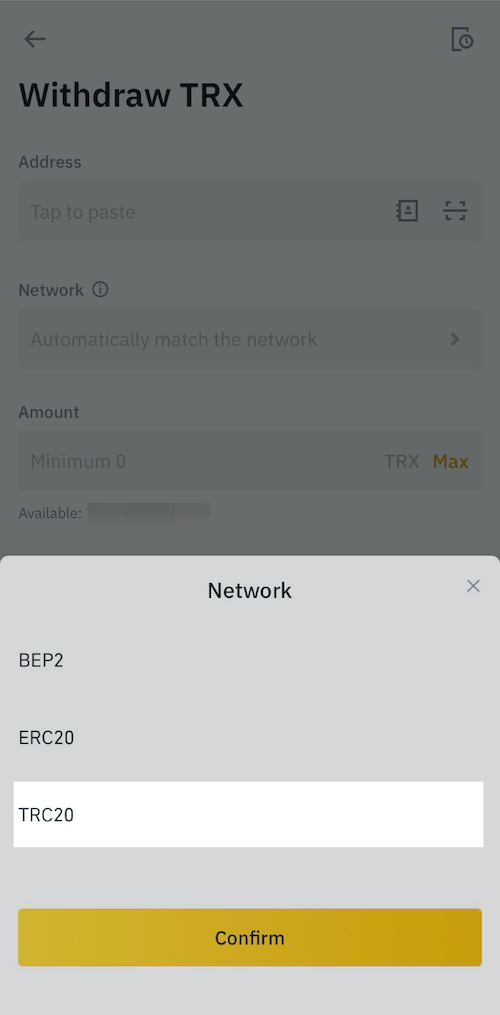 Withdraw TRX
Address
Tap to paste
Network
Automatically match the network
Amount
Minimum 0 TRX Max
Available:
Network
BEP2
ERC20
TRC20
Confirm